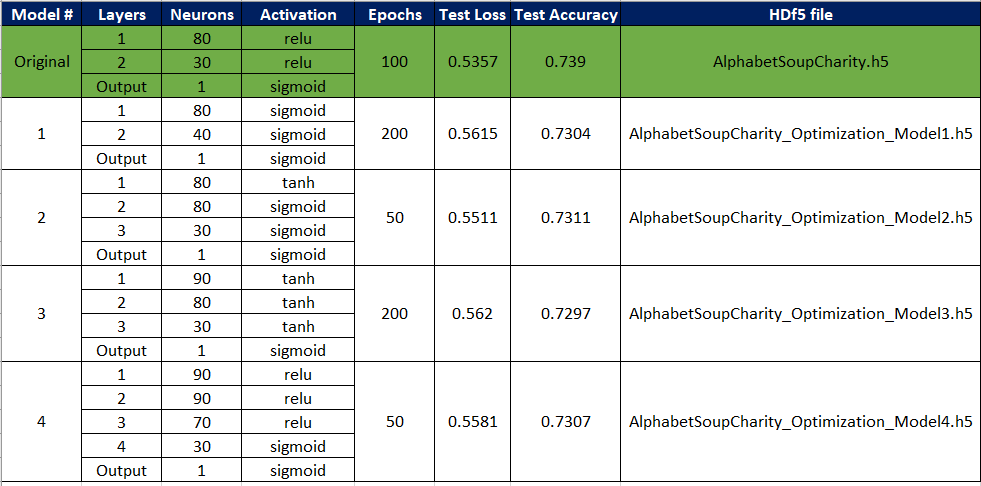 Model # Layers Neurons Activation Epochs Test Loss Test Accuracy HDf5 file
1 80 relu
Original 2 30 relu 100 0.5357 0.739 AlphabetSoupCharity.h5
Output 1 sigmoid
1 80 sigmoid
1 2 40 sigmoid 200 0.5615 0.7304 AlphabetSoupCharity_Optimization_Model1.h5
Output 1 sigmoid
1 80 tanh
2 80 sigmoid
2 50 0.5511 0.7311 AlphabetSoupCharity_Optimization_Model2.h5
3 30 sigmoid
Output 1 sigmoid
1 90 tanh
2 80 tanh
3 200 0.562 0.7297 AlphabetSoupCharity_Optimization_Model3.h5
3 30 tanh
Output 1 sigmoid
1 90 relu
2 90 relu
4 3 70 relu 50 0.5581 0.7307 AlphabetSoupCharity_Optimization_Model4.h5
4 30 sigmoid
Output 1 sigmoid